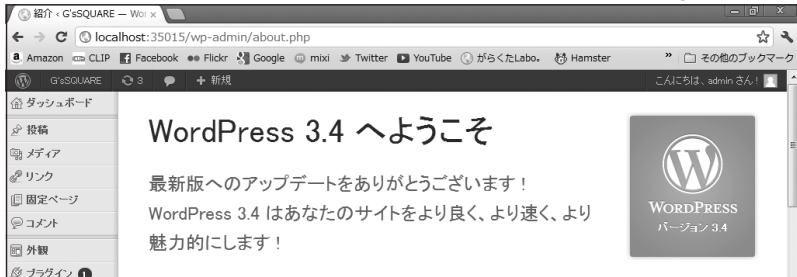 紹介 ‹ G'sSQUARE — Wor ×
localhost:35015/wp-admin/about.php
Amazon CLIP Facebook Flickr Google mixi Twitter YouTube がらくたLabo。 Hamster » その他のブックマーク
G'sSQUARE 3 + 新規 こんにちは、admin さん!
ダッシュボード
投稿
メディア
リンク
固定ページ
コメント
外観
プラグイン 1
WordPress 3.4 へようこそ
最新版へのアップデートをありがとうございます!
WordPress 3.4 はあなたのサイトをより良く、より速く、より
魅力的にします!
WORDPRESS
バージョン 3.4